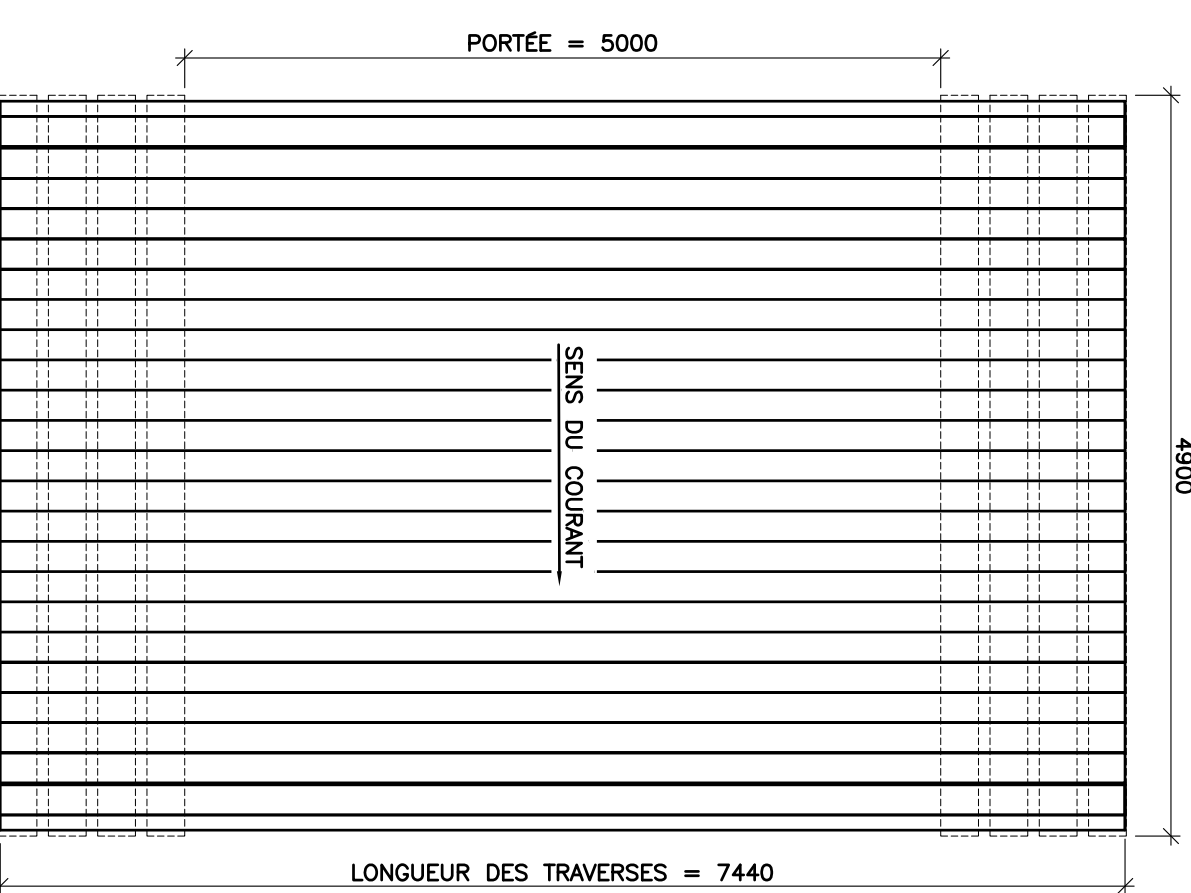 PORTÉE = 5000
4900
SENS DU COURANT
LONGUEUR DES TRAVERSES = 7440